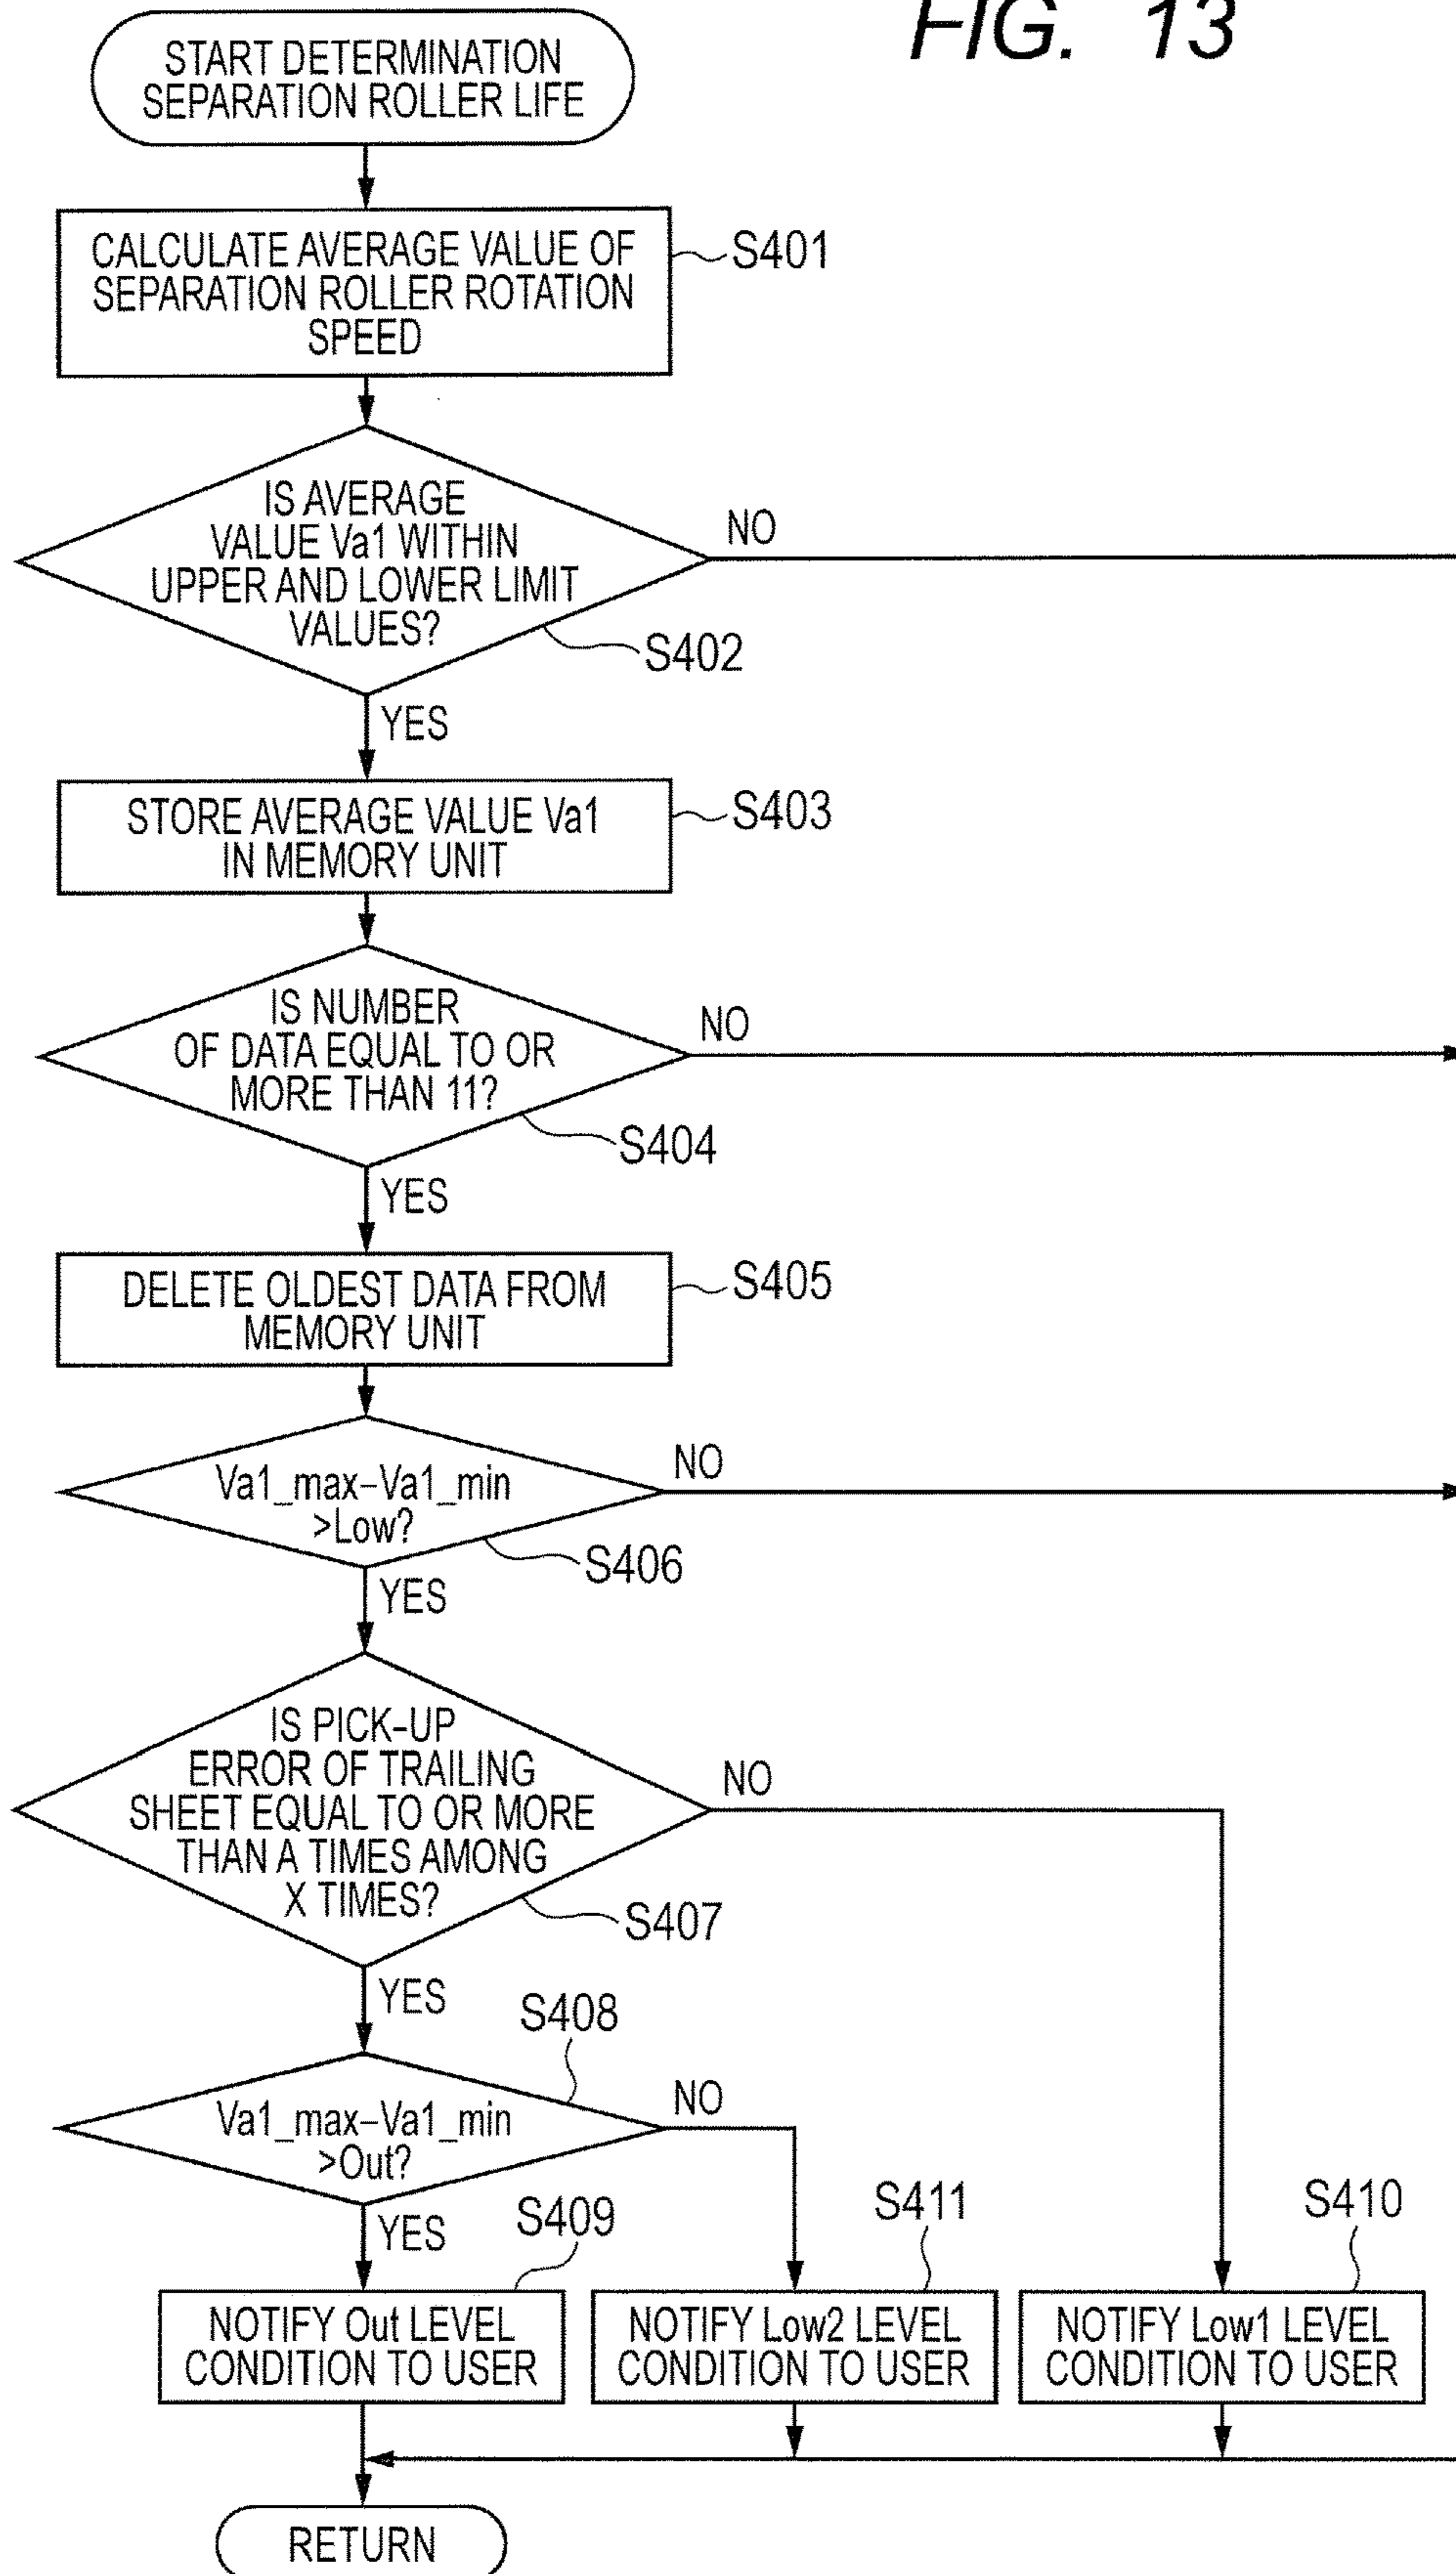 FIG. 13
START DETERMINATION
SEPARATION ROLLER LIFE
CALCULATE AVERAGE VALUE OF
SEPARATION ROLLER ROTATION
SPEED
S401
IS AVERAGE
VALUE Va1 WITHIN
UPPER AND LOWER LIMIT
VALUES?
NO
S402
YES
STORE AVERAGE VALUE Va1
IN MEMORY UNIT
S403
IS NUMBER
OF DATA EQUAL TO OR
MORE THAN 11?
NO
S404
YES
DELETE OLDEST DATA FROM
MEMORY UNIT
S405
Va1_max–Va1_min
>Low?
NO
S406
YES
IS PICK-UP
ERROR OF TRAILING
SHEET EQUAL TO OR MORE
THAN A TIMES AMONG
X TIMES?
NO
S407
YES
S408
Va1_max–Va1_min
>Out?
NO
YES
S409
S411
S410
NOTIFY Out LEVEL
CONDITION TO USER
NOTIFY Low2 LEVEL
CONDITION TO USER
NOTIFY Low1 LEVEL
CONDITION TO USER
RETURN